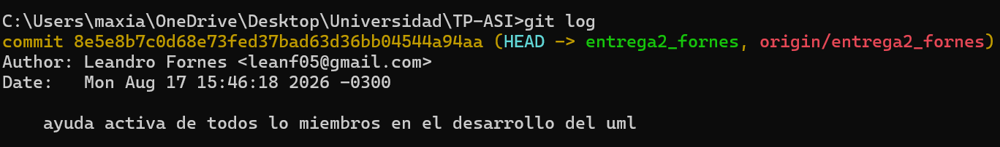 C:\Users\maxia\OneDrive\Desktop\Universidad\TP-ASI>git log
commit 8e5e8b7c0d68e73fed37bad63d36bb04544a94aa (HEAD -> entrega2_fornes, origin/entrega2_fornes)
Author: Leandro Fornes <leanf05@gmail.com>
Date:   Mon Aug 17 15:46:18 2026 -0300
    ayuda activa de todos lo miembros en el desarrollo del uml